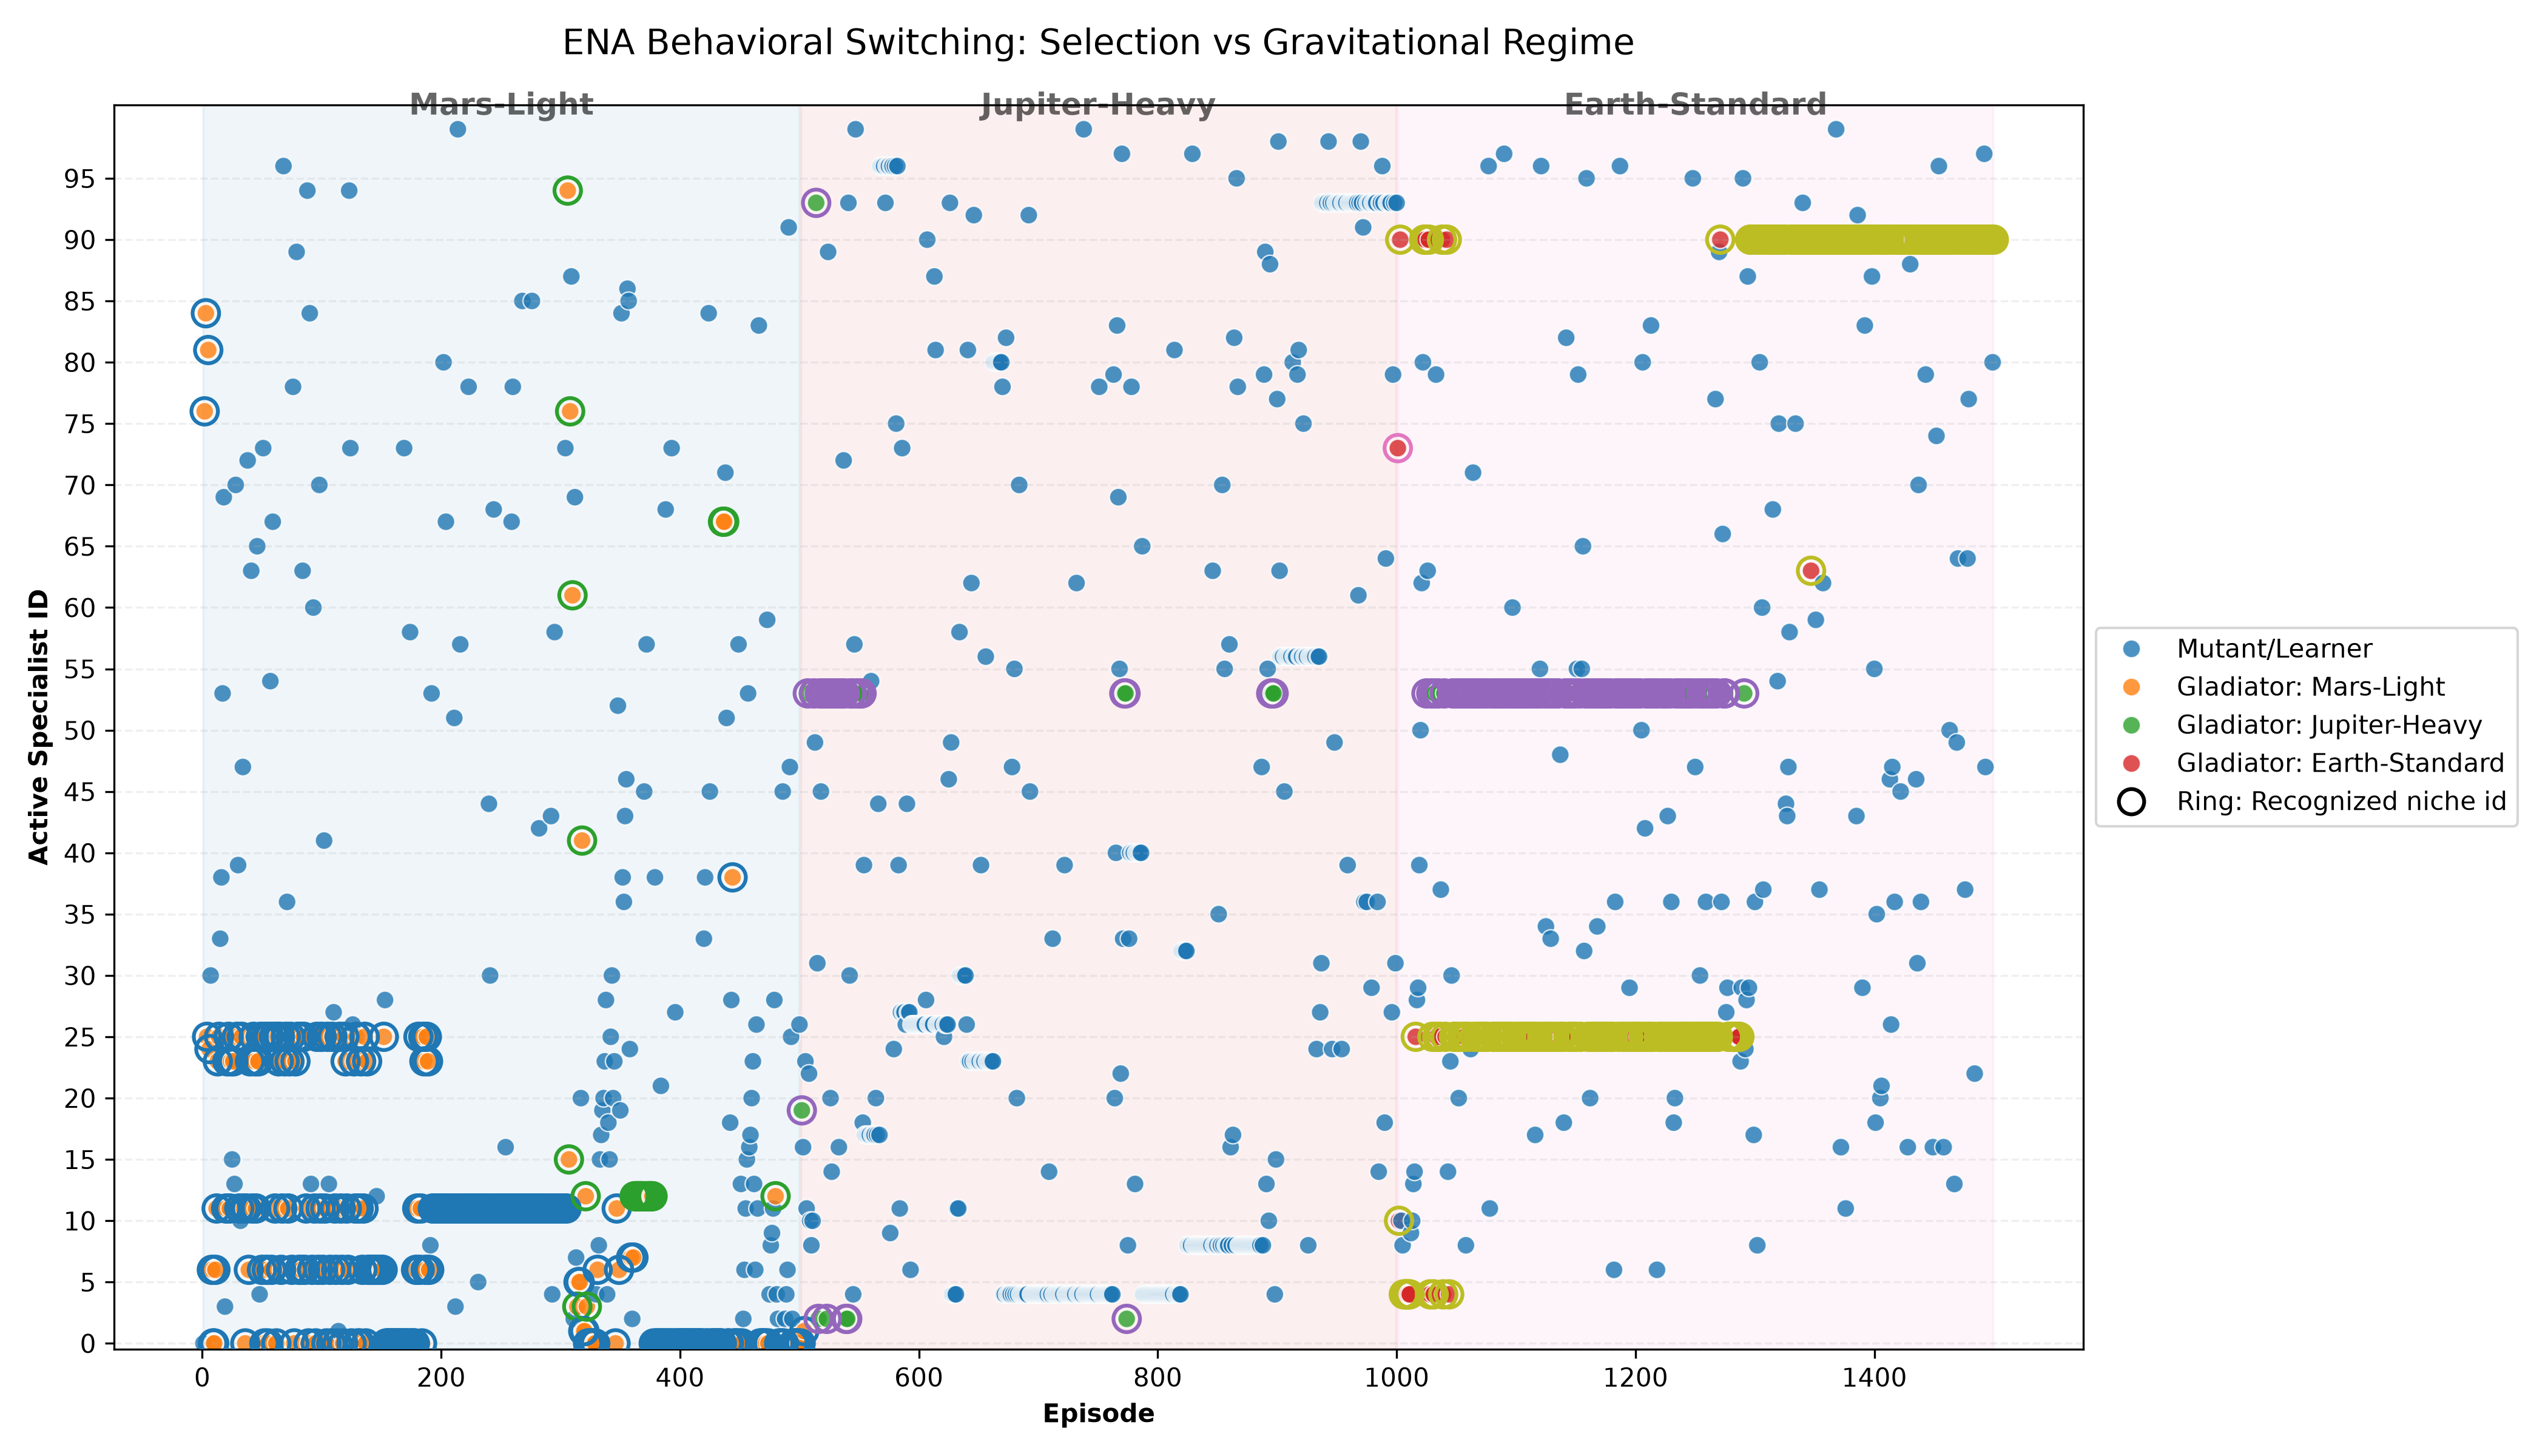 ENA Behavioral Switching: Selection vs Gravitational Regime
Mars-Light
Jupiter-Heavy
Earth-Standard
Active Specialist ID
95
90
85
80
75
70
65
60
55
50
45
40
35
30
25
20
15
10
5
0
0
200
400
600
800
1000
1200
1400
Episode
Mutant/Learner
Gladiator: Mars-Light
Gladiator: Jupiter-Heavy
Gladiator: Earth-Standard
Ring: Recognized niche id